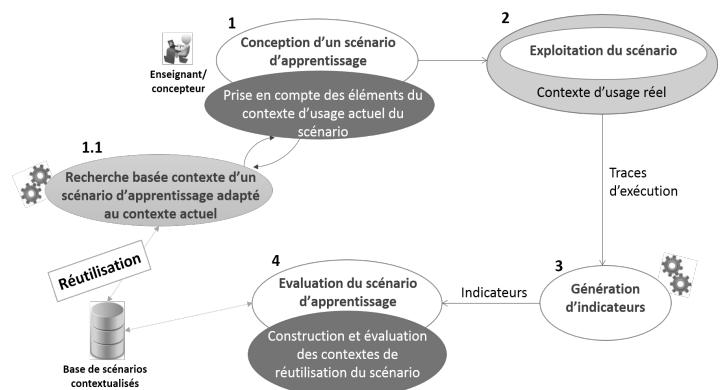 1
Conception d'un scénario
d'apprentissage
Enseignant/
concepteur
Prise en compte des éléments du
contexte d'usage actuel du
scénario
2
Exploitation du scénario
Contexte d'usage réel
1.1
Recherche basée contexte d'un
scénario d'apprentissage adapté
au contexte actuel
Traces
d'exécution
Réutilisation
Base de scénarios
contextualisés
4
Evaluation du scénario
d'apprentissage
Construction et évaluation
des contextes de
réutilisation du scénario
Indicateurs
3
Génération
d'indicateurs